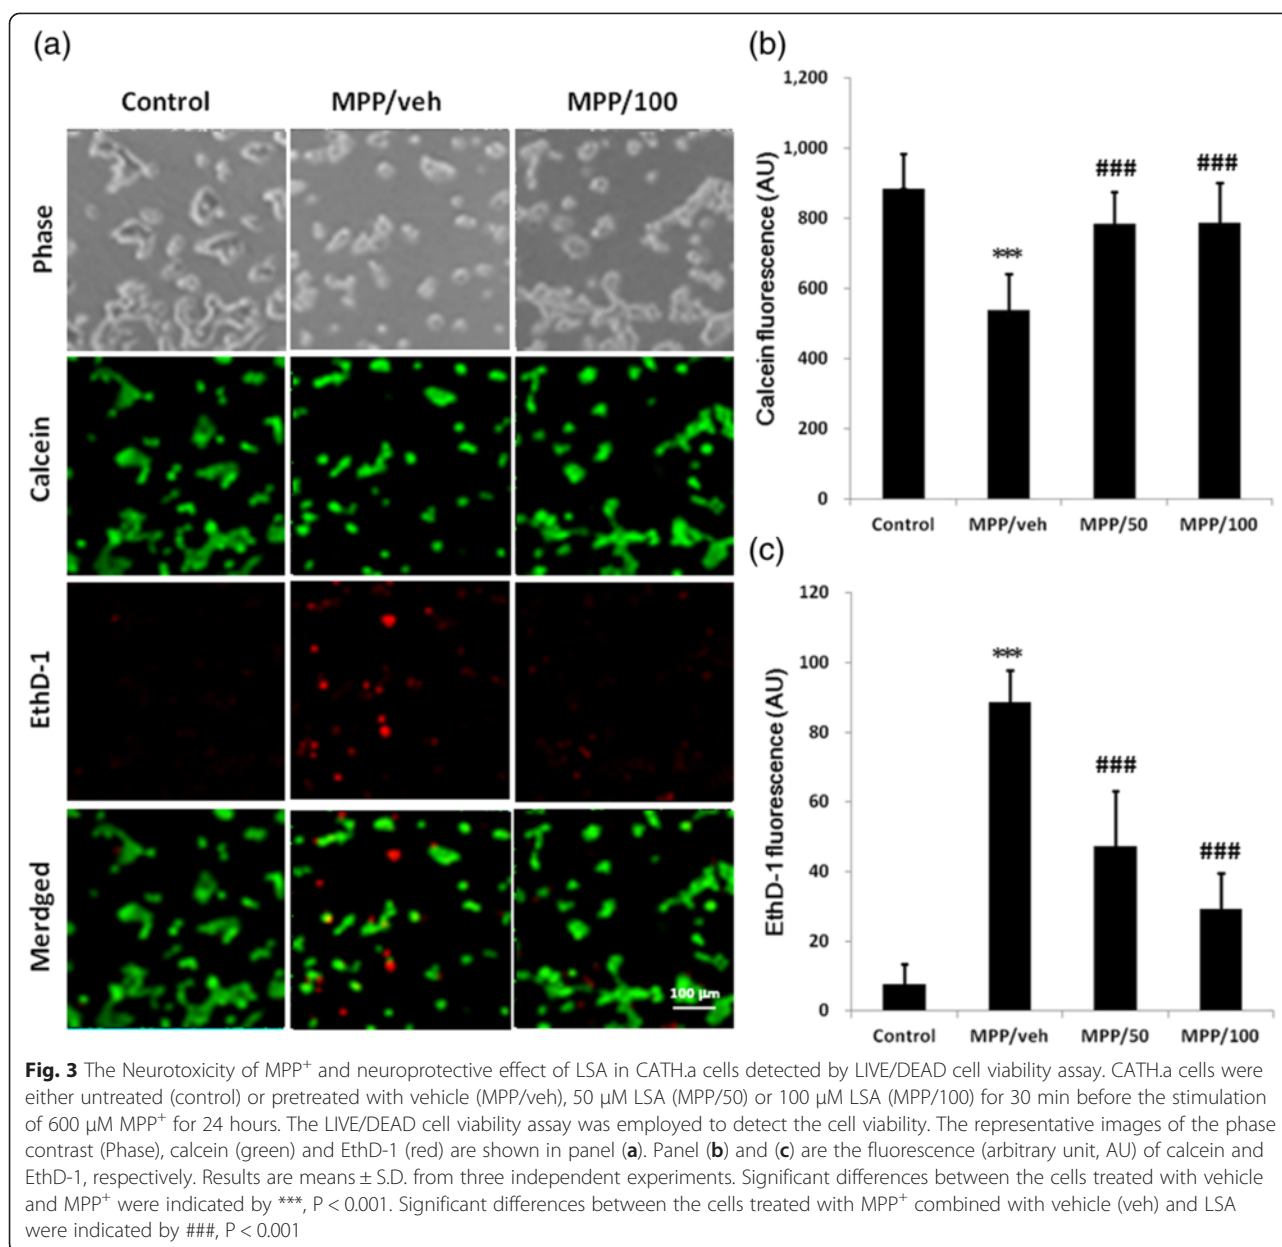 (a)
Control MPP/veh MPP/100
Phase
Calcein
EthD-1
Merdged
100 µm
(b)
Calcein fluorescence (AU)
1,200
1,000
800
600
400
200
0
***
###
###
Control MPP/veh MPP/50 MPP/100
(c)
EthD-1 fluorescence (AU)
120
100
80
60
40
20
0
***
###
###
Control MPP/veh MPP/50 MPP/100
Fig. 3 The Neurotoxicity of MPP⁺ and neuroprotective effect of LSA in CATH.a cells detected by LIVE/DEAD cell viability assay. CATH.a cells were
either untreated (control) or pretreated with vehicle (MPP/veh), 50 µM LSA (MPP/50) or 100 µM LSA (MPP/100) for 30 min before the stimulation
of 600 µM MPP⁺ for 24 hours. The LIVE/DEAD cell viability assay was employed to detect the cell viability. The representative images of the phase
contrast (Phase), calcein (green) and EthD-1 (red) are shown in panel (a). Panel (b) and (c) are the fluorescence (arbitrary unit, AU) of calcein and
EthD-1, respectively. Results are means ± S.D. from three independent experiments. Significant differences between the cells treated with vehicle
and MPP⁺ were indicated by ***, P < 0.001. Significant differences between the cells treated with MPP⁺ combined with vehicle (veh) and LSA
were indicated by ###, P < 0.001